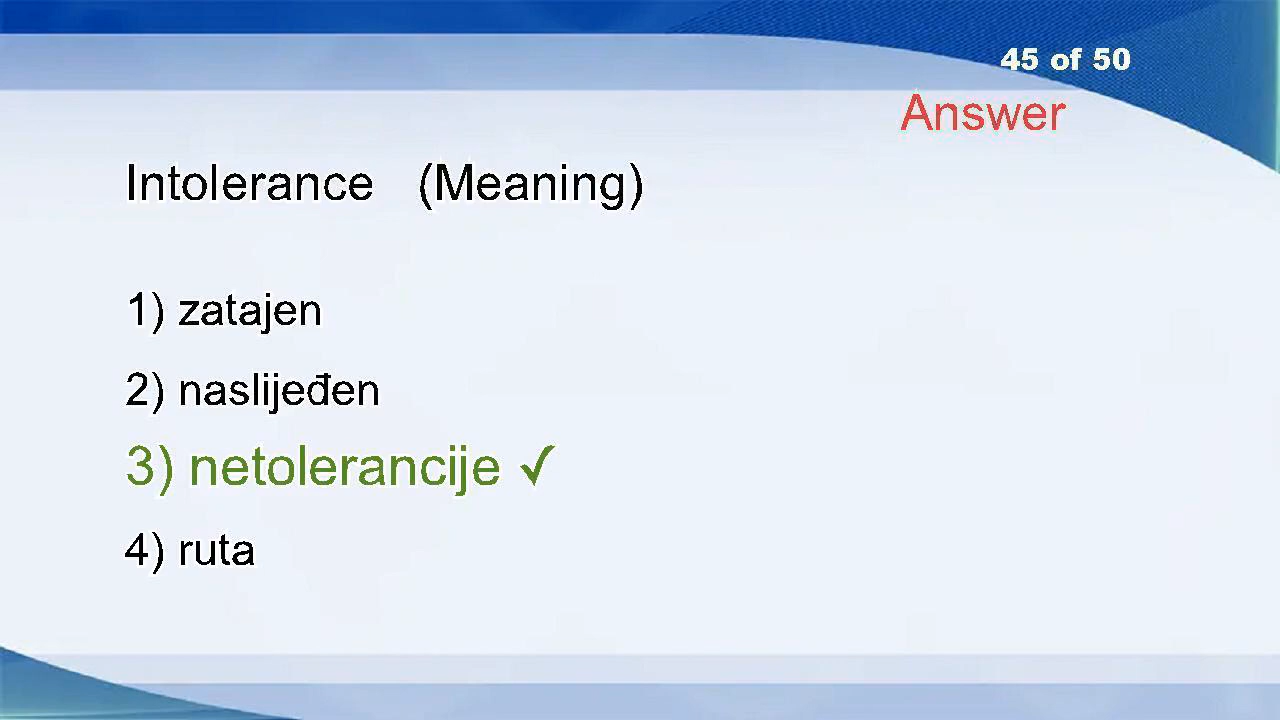 45 of 50
Answer
Intolerance (Meaning)
1) zatajen
2) naslijeđen
3) netolerancije ✓
4) ruta